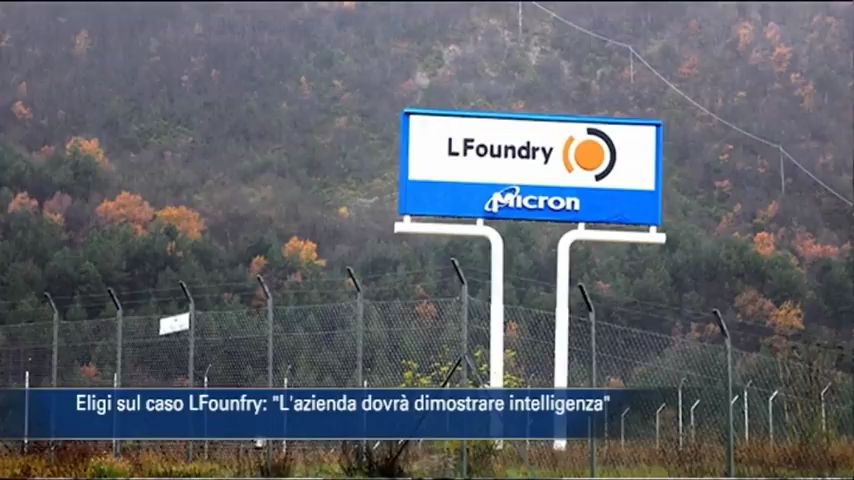 LFoundry
Micron
Eligi sul caso LFounfry: "L'azienda dovrà dimostrare intelligenza"